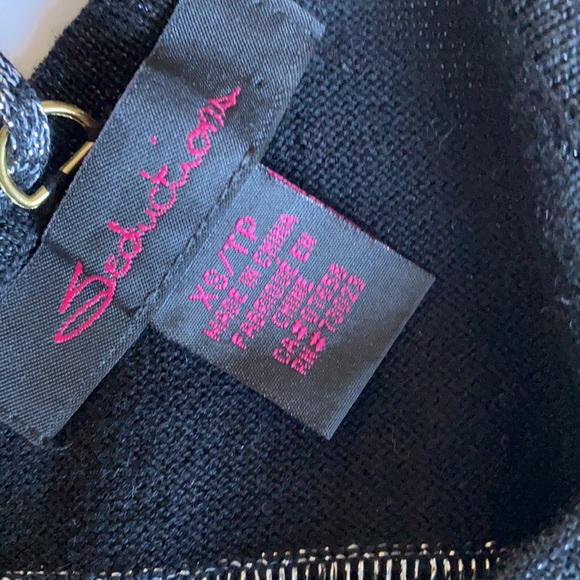 Seductions
XS/TP
MADE IN CHINA
FABRIQUE EN
CHINE